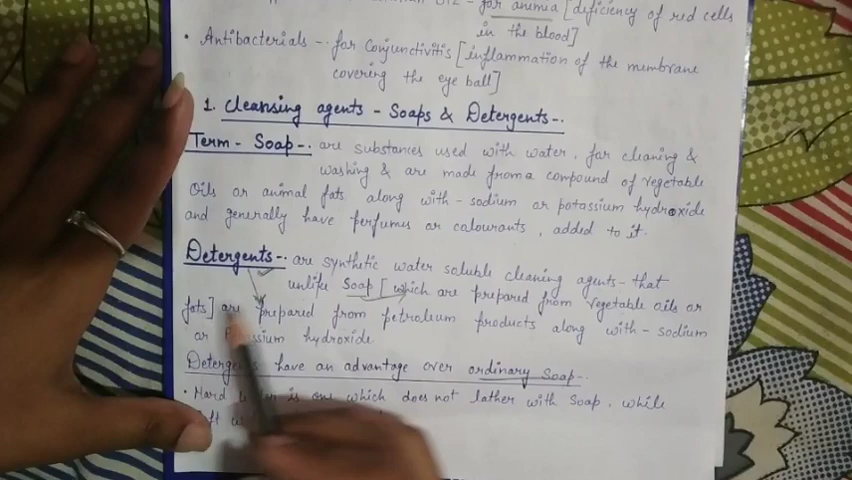 B12 - for anemia [deficiency of red cells
in the blood]
• Antibacterials -- for Conjunctivitis [inflammation of the membrane
covering the eye ball]
1. Cleansing agents - Soaps & Detergents -.
Term - Soap -. are substances used with water, for cleaning &
washing & are made from a compound of vegetable
Oils or animal fats along with - sodium or potassium hydroxide
and generally have perfumes or colourants, added to it.
Detergents -. are synthetic water soluble cleaning agents - that
unlike Soap [which are prepared from vegetable oils or
fats] are prepared from petroleum products along with - sodium
or hydroxide.
Detergents have an advantage over ordinary Soap -.
• Hard is one which does not lather with Soap, while